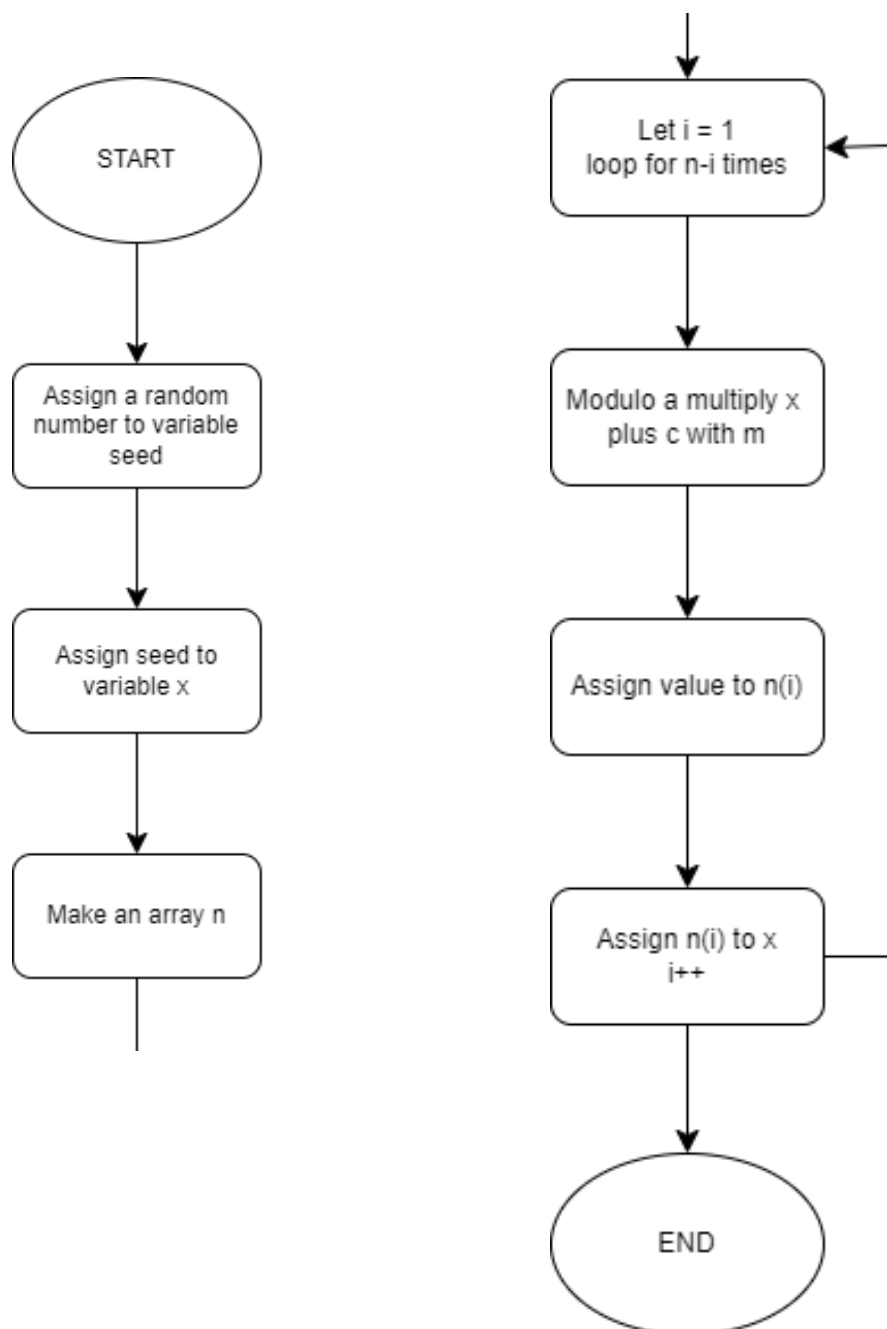 START
Assign a random
number to variable
seed
Assign seed to
variable x
Make an array n
Let i = 1
loop for n-i times
Modulo a multiply x
plus c with m
Assign value to n(i)
Assign n(i) to x
i++
END